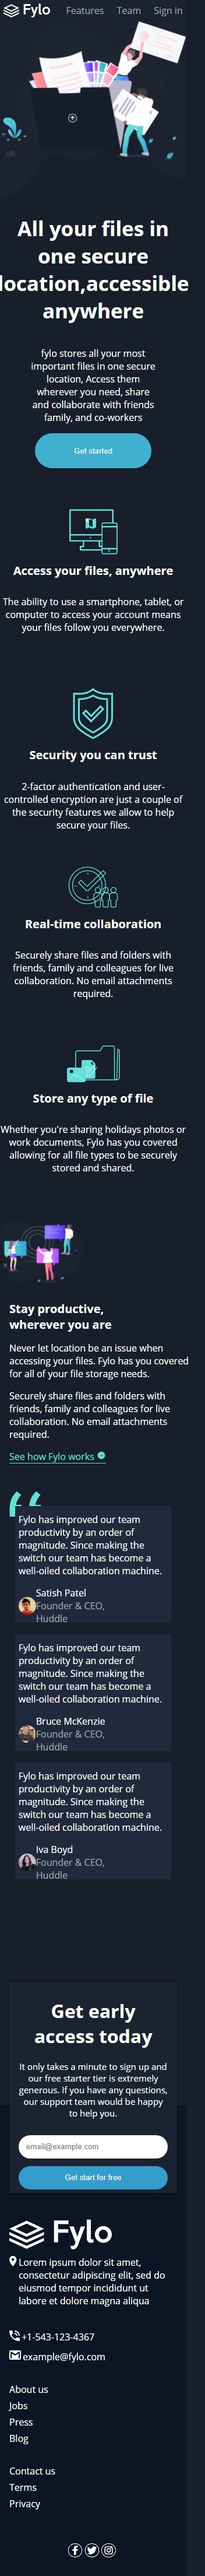 Fylo Features Team Sign in
All your files in
one secure
location,accessible
anywhere
fylo stores all your most
important files in one secure
location, Access them
wherever you need, share
and collaborate with friends
family, and co-workers
Get started
Access your files, anywhere
The ability to use a smartphone, tablet, or
computer to access your account means
your files follow you everywhere.
Security you can trust
2-factor authentication and user-
controlled encryption are just a couple of
the security features we allow to help
secure your files.
Real-time collaboration
Securely share files and folders with
friends, family and colleagues for live
collaboration. No email attachments
required.
Store any type of file
Whether you're sharing holidays photos or
work documents, Fylo has you covered
allowing for all file types to be securely
stored and shared.
Stay productive,
wherever you are
Never let location be an issue when
accessing your files. Fylo has you covered
for all of your file storage needs.
Securely share files and folders with
friends, family and colleagues for live
collaboration. No email attachments
required.
See how Fylo works
Fylo has improved our team
productivity by an order of
magnitude. Since making the
switch our team has become a
well-oiled collaboration machine.
Satish Patel
Founder & CEO,
Huddle
Fylo has improved our team
productivity by an order of
magnitude. Since making the
switch our team has become a
well-oiled collaboration machine.
Bruce McKenzie
Founder & CEO,
Huddle
Fylo has improved our team
productivity by an order of
magnitude. Since making the
switch our team has become a
well-oiled collaboration machine.
Iva Boyd
Founder & CEO,
Huddle
Get early
access today
It only takes a minute to sign up and
our free starter tier is extremely
generous. If you have any questions,
our support team would be happy
to help you.
email@example.com
Get start for free
Fylo
Lorem ipsum dolor sit amet,
consectetur adipiscing elit, sed do
eiusmod tempor incididunt ut
labore et dolore magna aliqua
+1-543-123-4367
example@fylo.com
About us
Jobs
Press
Blog
Contact us
Terms
Privacy